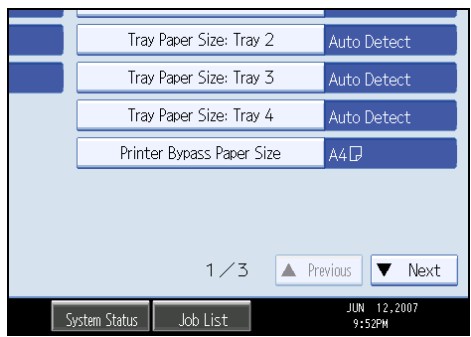 Tray Paper Size: Tray 2 Auto Detect
Tray Paper Size: Tray 3 Auto Detect
Tray Paper Size: Tray 4 Auto Detect
Printer Bypass Paper Size A4
1/3 ▲ Previous ▼ Next
System Status Job List JUN 12,2007
9:52PM